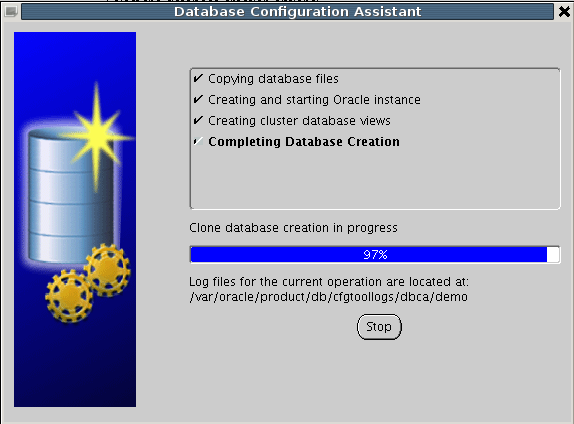 Database Configuration Assistant
Copying database files
Creating and starting Oracle instance
Creating cluster database views
Completing Database Creation
Clone database creation in progress
97%
Log files for the current operation are located at:
/var/oracle/product/db/cfgtoollogs/dbca/demo
Stop